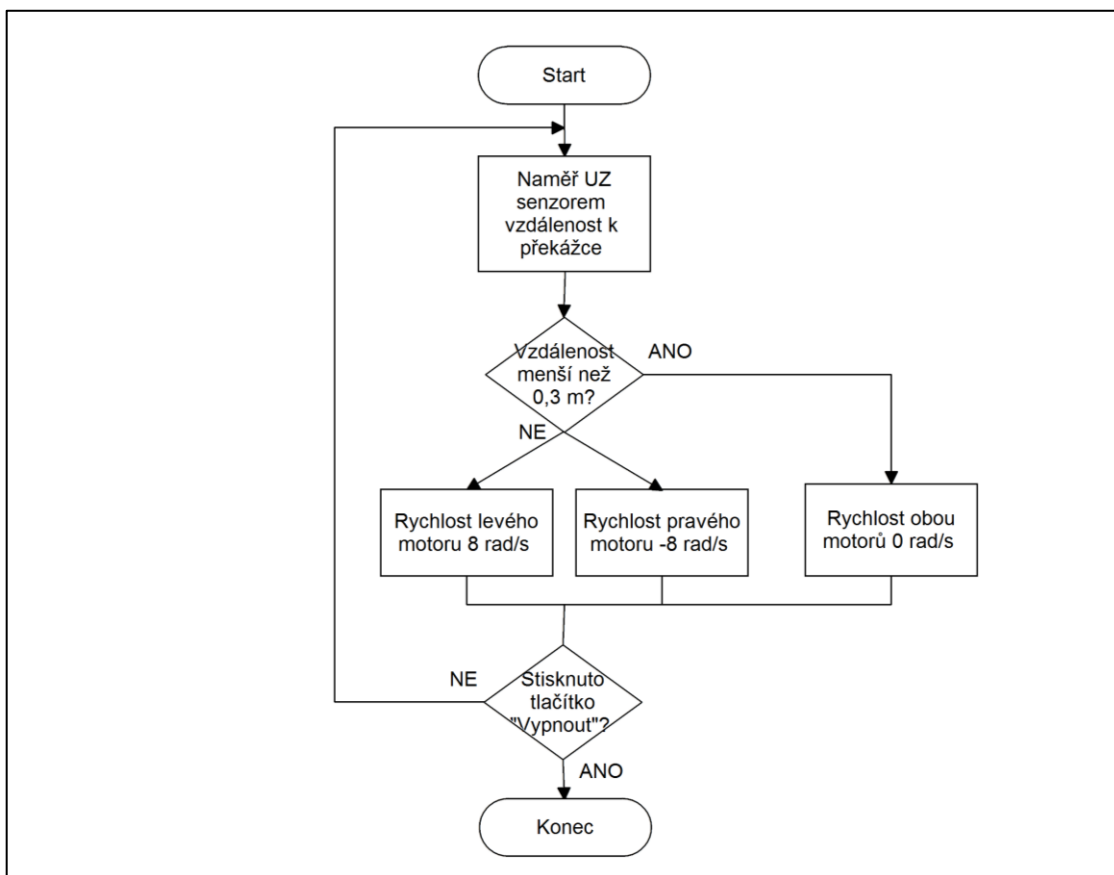 Start
Naměř UZ
senzorem
vzdálenost k
překážce
Vzdálenost
menší než
0,3 m?
ANO
NE
Rychlost levého
motoru 8 rad/s
Rychlost pravého
motoru -8 rad/s
Rychlost obou
motorů 0 rad/s
NE
Stisknuto
tlačítko
"Vypnout"?
ANO
Konec